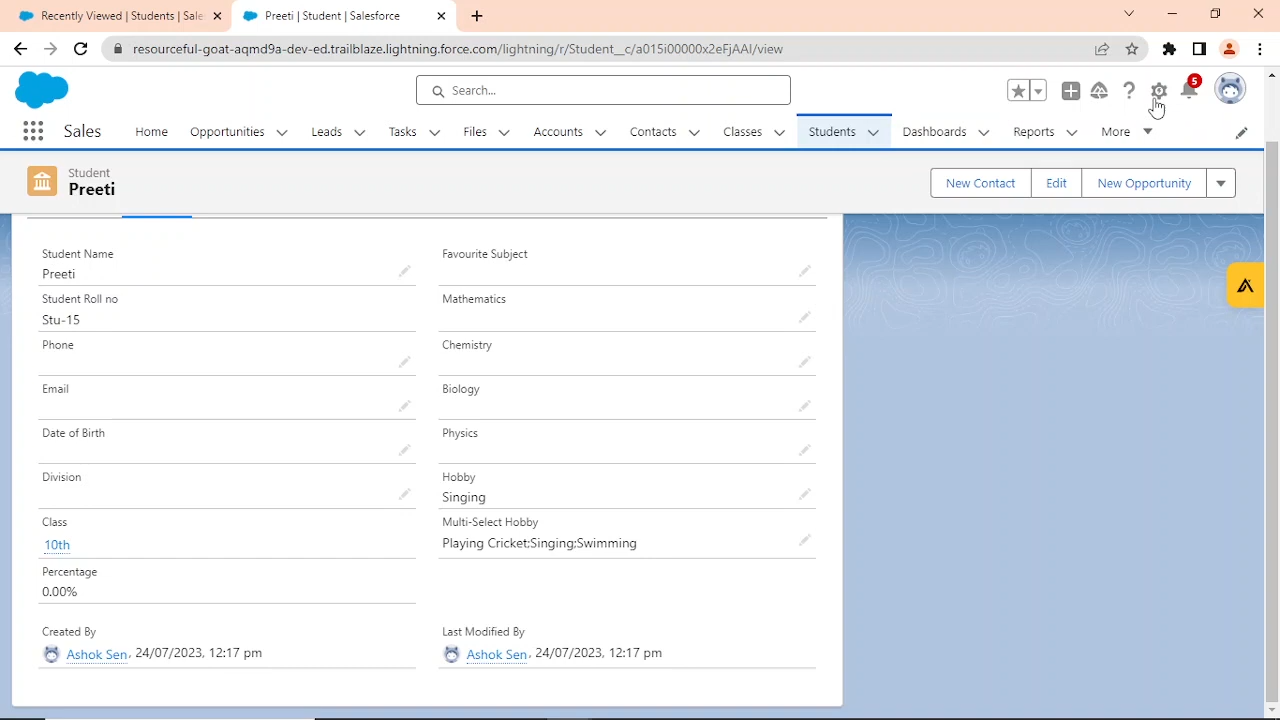 Recently Viewed | Students | Sale
Preeti | Student | Salesforce
resourceful-goat-aqmd9a-dev-ed.trailblaze.lightning.force.com/lightning/r/Student__c/a015i00000x2eFjAAI/view
Search...
5
Sales
Home
Opportunities
Leads
Tasks
Files
Accounts
Contacts
Classes
Students
Dashboards
Reports
More
Student
Preeti
New Contact
Edit
New Opportunity
Student Name
Preeti
Favourite Subject
Student Roll no
Stu-15
Mathematics
Phone
Chemistry
Email
Biology
Date of Birth
Physics
Division
Hobby
Singing
Class
10th
Multi-Select Hobby
Playing Cricket;Singing;Swimming
Percentage
0.00%
Created By
Ashok Sen, 24/07/2023, 12:17 pm
Last Modified By
Ashok Sen, 24/07/2023, 12:17 pm